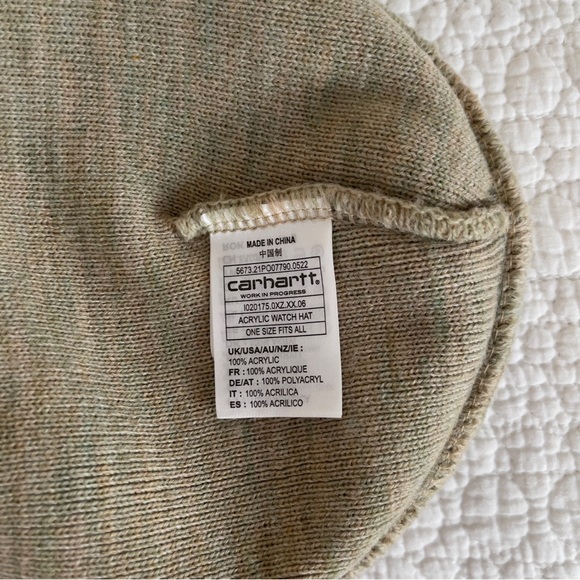 MADE IN CHINA
中国制
5673.21PO07790.0522
carhartt®
WORK IN PROGRESS
I020175.0XZ.XX.06
ACRYLIC WATCH HAT
ONE SIZE FITS ALL
UK/USA/AU/NZ/IE :
100% ACRYLIC
FR : 100% ACRYLIQUE
DE/AT : 100% POLYACRYL
IT : 100% ACRILICA
ES : 100% ACRILICO